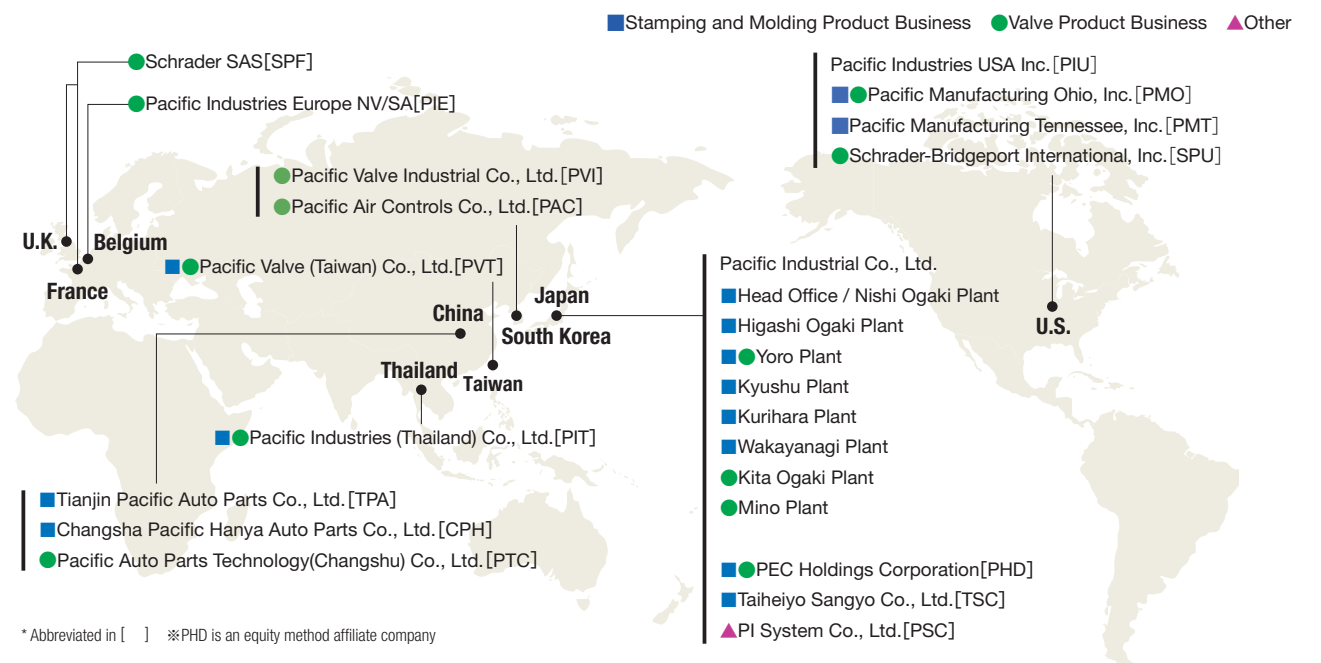 ■Stamping and Molding Product Business ●Valve Product Business ▲Other
●Schrader SAS[SPF]
●Pacific Industries Europe NV/SA[PIE]
Pacific Industries USA Inc.[PIU]
■●Pacific Manufacturing Ohio, Inc.[PMO]
■Pacific Manufacturing Tennessee, Inc.[PMT]
●Schrader-Bridgeport International, Inc.[SPU]
●Pacific Valve Industrial Co., Ltd.[PVI]
●Pacific Air Controls Co., Ltd.[PAC]
U.K.
Belgium
France
■●Pacific Valve (Taiwan) Co., Ltd.[PVT]
China
Japan
South Korea
Thailand
Taiwan
U.S.
■●Pacific Industries (Thailand) Co., Ltd.[PIT]
■Tianjin Pacific Auto Parts Co., Ltd.[TPA]
■Changsha Pacific Hanya Auto Parts Co., Ltd.[CPH]
●Pacific Auto Parts Technology(Changshu) Co., Ltd.[PTC]
Pacific Industrial Co., Ltd.
■Head Office / Nishi Ogaki Plant
■Higashi Ogaki Plant
■●Yoro Plant
■Kyushu Plant
■Kurihara Plant
■Wakayanagi Plant
●Kita Ogaki Plant
●Mino Plant
■●PEC Holdings Corporation[PHD]
■Taiheiyo Sangyo Co., Ltd.[TSC]
▲PI System Co., Ltd.[PSC]
* Abbreviated in [ ] ※PHD is an equity method affiliate company